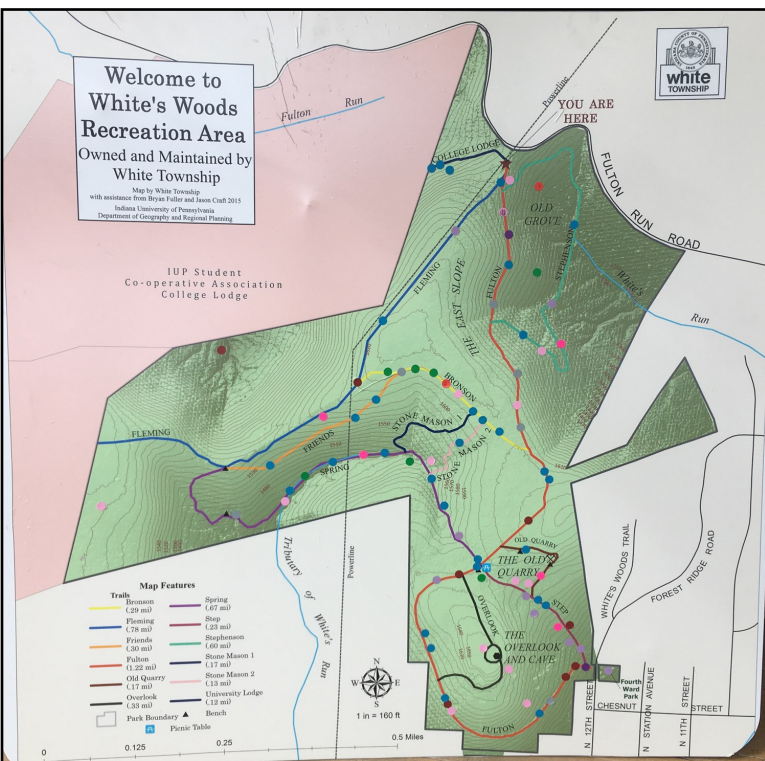 Welcome to
White's Woods
Recreation Area
Owned and Maintained by
White Township
Map by White Township
with assistance from Bryan Fuller and Jason Craft 2015
Indiana University of Pennsylvania
Department of Geography and Regional Planning
white
TOWNSHIP
Fulton Run
Powerline
YOU ARE
HERE
COLLEGE LODGE
FULTON RUN ROAD
OLD
GROVE
IUP Student
Co-operative Association
College Lodge
FLEMING
THE EAST SLOPE
FULTON
STEPHENSON
White's Run
BRONSON
FLEMING
FRIENDS
STONE MASON 1
STONE MASON 2
SPRING
Tributary of White's Run
Powerline
OLD QUARRY
THE OLD
QUARRY
STEP
OVERLOOK
THE
OVERLOOK
AND CAVE
FULTON
WHITE'S WOODS TRAIL
FOREST RIDGE ROAD
Fourth
Ward
Park
CHESNUT STREET
N 12TH STREET
N STATION AVENUE
N 11TH STREET
Map Features
Trails
Bronson
(.29 mi)
Fleming
(.78 mi)
Friends
(.30 mi)
Fulton
(1.22 mi)
Old Quarry
(.17 mi)
Overlook
(.33 mi)
Spring
(.67 mi)
Step
(.23 mi)
Stephenson
(.60 mi)
Stone Mason 1
(.17 mi)
Stone Mason 2
(.13 mi)
University Lodge
(.12 mi)
Park Boundary
Bench
Picnic Table
N
W E
S
1 in = 160 ft
0 0.125 0.25 0.5 Miles